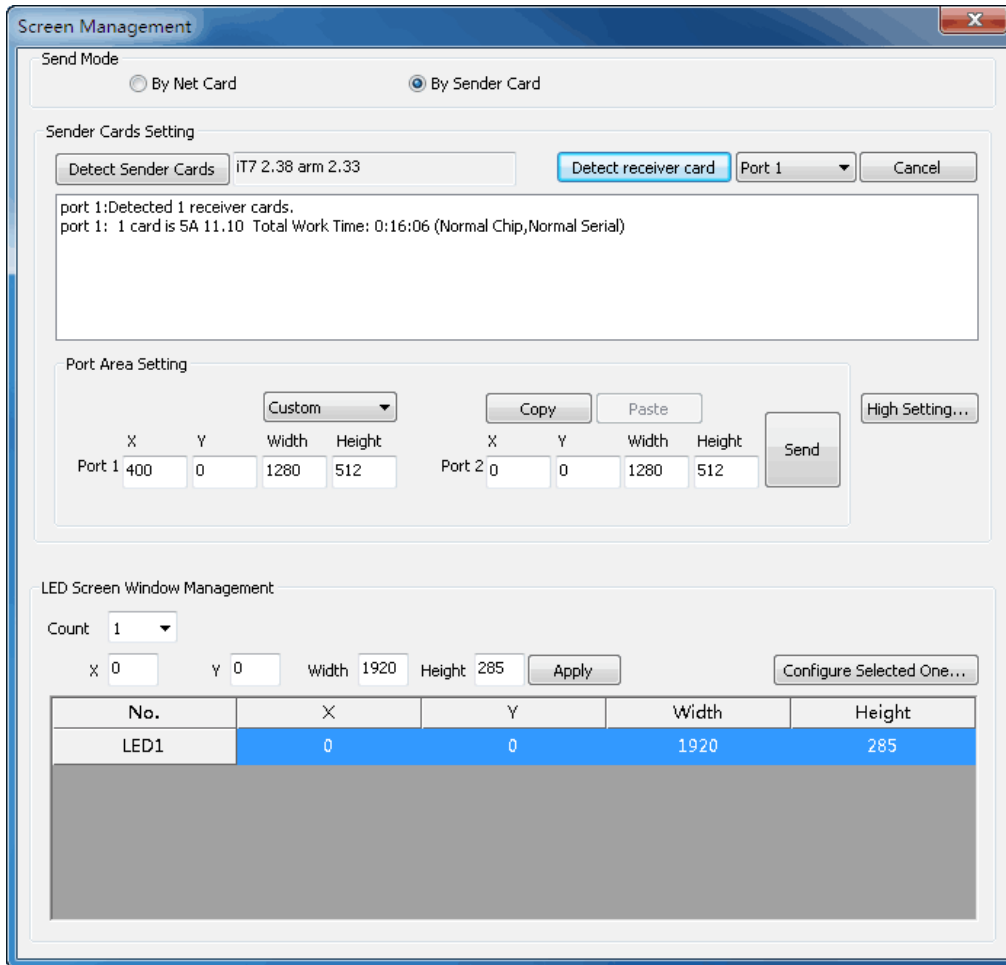 Screen Management
Send Mode
By Net Card By Sender Card
Sender Cards Setting
Detect Sender Cards iT7 2.38 arm 2.33 Detect receiver card Port 1 Cancel
port 1:Detected 1 receiver cards.
port 1: 1 card is 5A 11.10 Total Work Time: 0:16:06 (Normal Chip,Normal Serial)
Port Area Setting
Custom Copy Paste High Setting...
X Y Width Height X Y Width Height Send
Port 1 400 0 1280 512 Port 2 0 0 1280 512
LED Screen Window Management
Count 1
X 0 Y 0 Width 1920 Height 285 Apply Configure Selected One...
No. X Y Width Height
LED1 0 0 1920 285